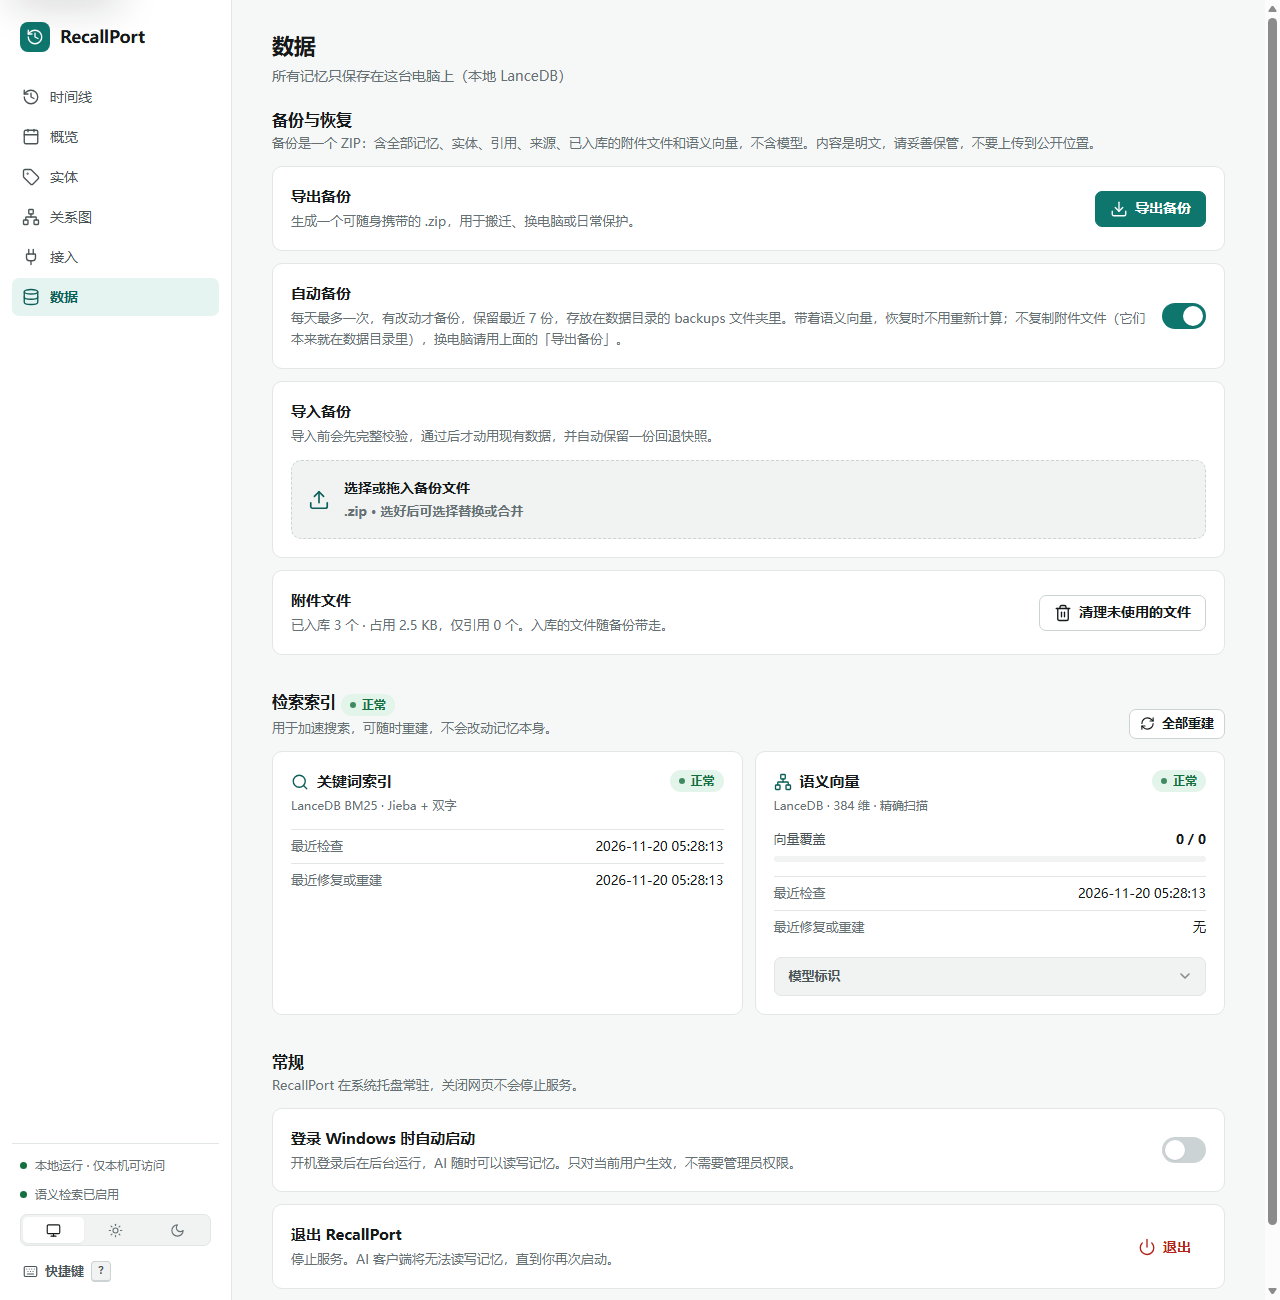 RecallPort
时间线
概览
实体
关系图
接入
数据
本地运行 · 仅本机可访问
语义检索已启用
快捷键 ?
数据
所有记忆只保存在这台电脑上（本地 LanceDB）
备份与恢复
备份是一个 ZIP：含全部记忆、实体、引用、来源、已入库的附件文件和语义向量，不含模型。内容是明文，请妥善保管，不要上传到公开位置。
导出备份
生成一个可随身携带的 .zip，用于搬迁、换电脑或日常保护。
导出备份
自动备份
每天最多一次，有改动才备份，保留最近 7 份，存放在数据目录的 backups 文件夹里。带着语义向量，恢复时不用重新计算；不复制附件文件（它们
本来就在数据目录里），换电脑请用上面的「导出备份」。
导入备份
导入前会先完整校验，通过后才动用现有数据，并自动保留一份回退快照。
选择或拖入备份文件
.zip • 选好后可选择替换或合并
附件文件
已入库 3 个 · 占用 2.5 KB，仅引用 0 个。入库的文件随备份带走。
清理未使用的文件
检索索引 正常
用于加速搜索，可随时重建，不会改动记忆本身。
全部重建
关键词索引 正常
LanceDB BM25 · Jieba + 双字
最近检查 2026-11-20 05:28:13
最近修复或重建 2026-11-20 05:28:13
语义向量 正常
LanceDB · 384 维 · 精确扫描
向量覆盖 0 / 0
最近检查 2026-11-20 05:28:13
最近修复或重建 无
模型标识
常规
RecallPort 在系统托盘常驻，关闭网页不会停止服务。
登录 Windows 时自动启动
开机登录后在后台运行，AI 随时可以读写记忆。只对当前用户生效，不需要管理员权限。
退出 RecallPort
停止服务。AI 客户端将无法读写记忆，直到你再次启动。
退出